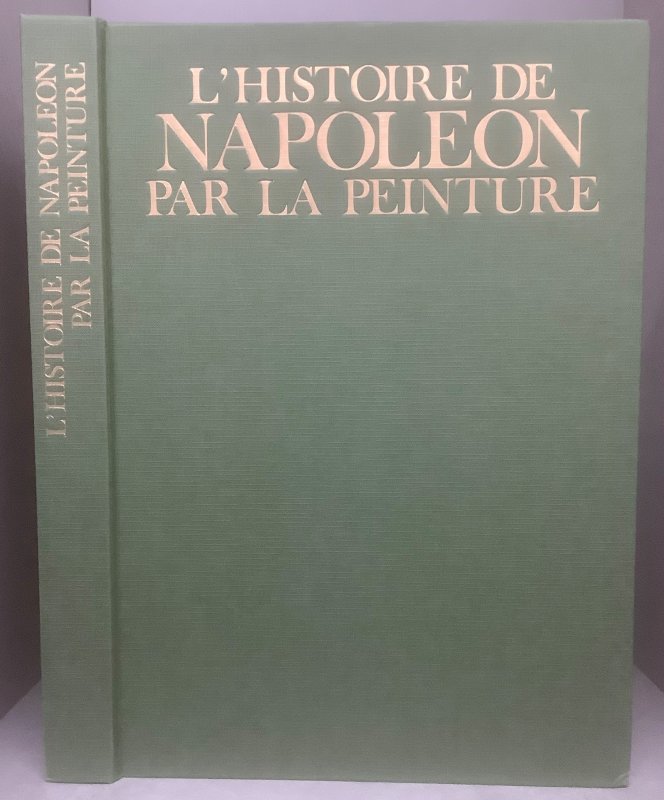 L'HISTOIRE DE
NAPOLEON
PAR LA PEINTURE
L'HISTOIRE DE NAPOLEON
PAR LA PEINTURE